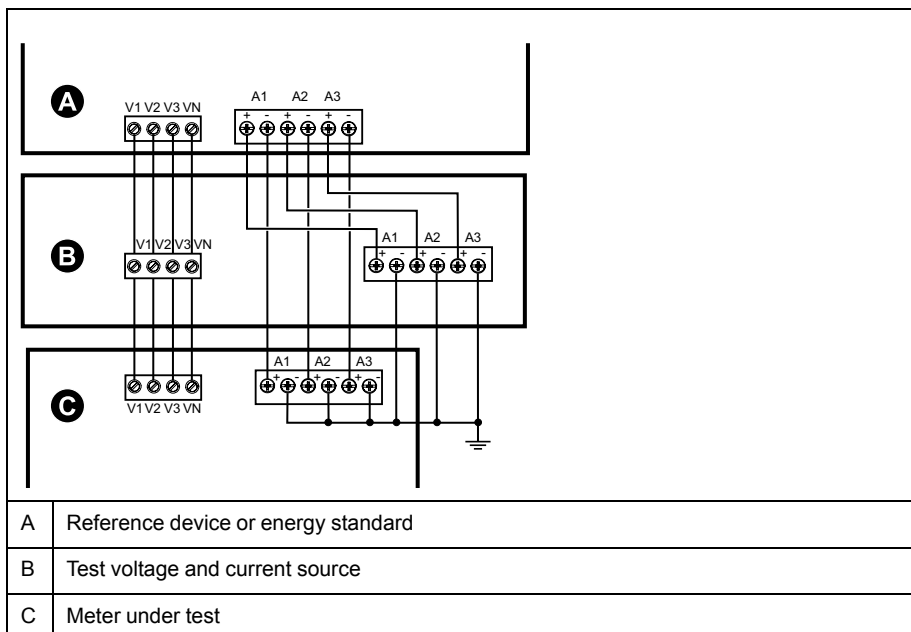 A
V1 V2 V3 VN
A1 A2 A3
+ - + - + -
B
V1 V2 V3 VN
A1 A2 A3
+ - + - + -
C
A1 A2 A3
+ - + - + -
V1 V2 V3 VN
A Reference device or energy standard
B Test voltage and current source
C Meter under test